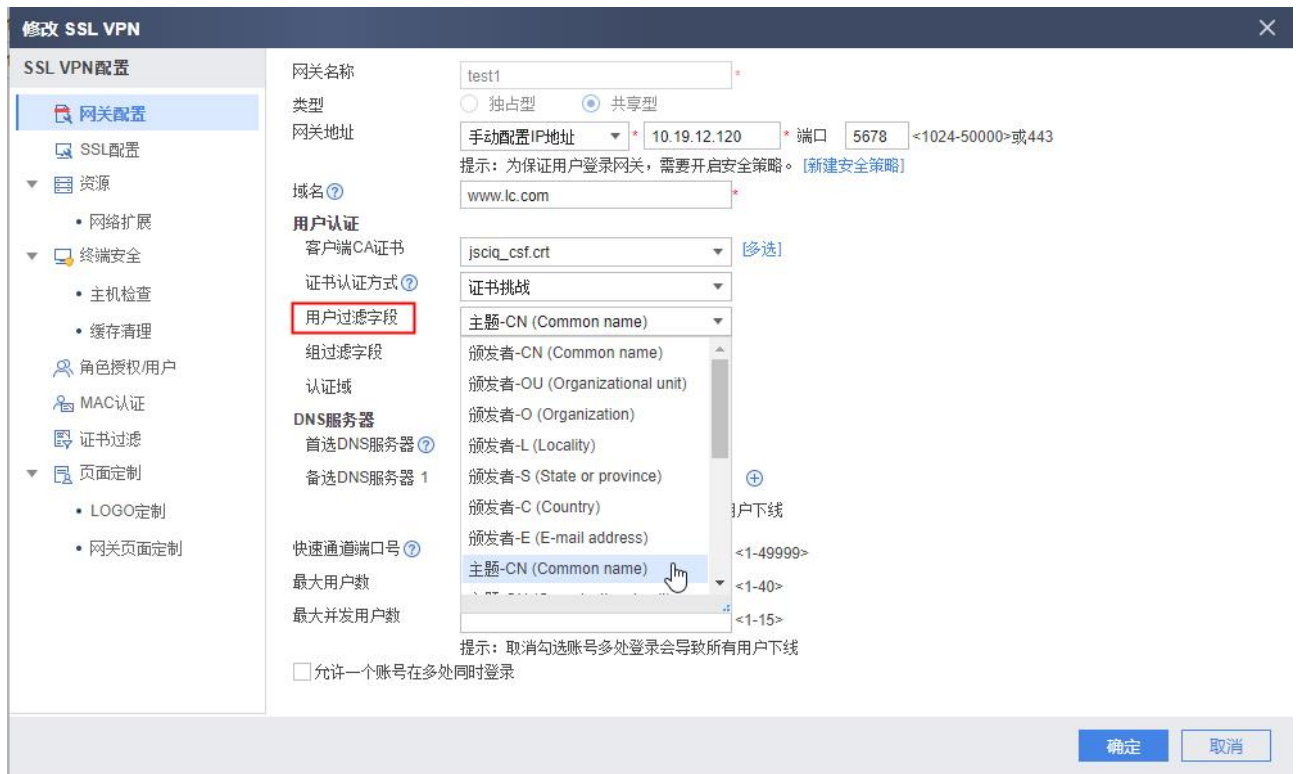 修改 SSL VPN
SSL VPN配置
网关配置
SSL配置
资源
• 网络扩展
终端安全
• 主机检查
• 缓存清理
角色授权/用户
MAC认证
证书过滤
页面定制
• LOGO定制
• 网关页面定制
网关名称 test1 *
类型 独占型 共享型
网关地址 手动配置IP地址 * 10.19.12.120 * 端口 5678 <1024-50000>或443
提示：为保证用户登录网关，需要开启安全策略。 [新建安全策略]
域名 ? www.lc.com *
用户认证
客户端CA证书 jsciq_csf.crt [多选]
证书认证方式 ? 证书挑战
用户过滤字段 主题-CN (Common name)
组过滤字段 颁发者-CN (Common name)
颁发者-OU (Organizational unit)
认证域
颁发者-O (Organization)
DNS服务器
首选DNS服务器 ? 颁发者-L (Locality)
备选DNS服务器 1 颁发者-S (State or province)
颁发者-C (Country) 用户下线
颁发者-E (E-mail address)
快速通道端口号 ? <1-49999>
主题-CN (Common name)
最大用户数 <1-40>
最大并发用户数 <1-15>
提示：取消勾选账号多处登录会导致所有用户下线
允许一个账号在多处同时登录
确定 取消